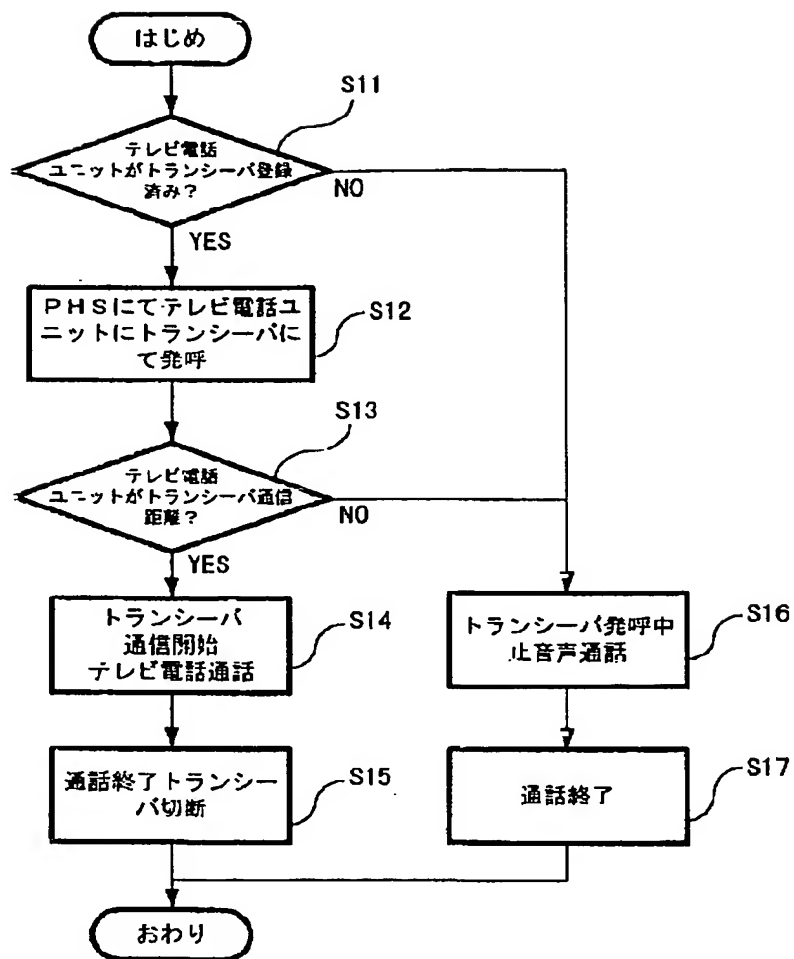 はじめ
S11
テレビ電話
ユニットがトランシーバ登録
済み?
NO
YES
PHSにてテレビ電話ユ
ニットにトランシーバに
て発呼
S12
S13
テレビ電話
ユニットがトランシーバ通信
距離?
NO
YES
トランシーバ
通信開始
テレビ電話通話
S14
トランシーバ発呼中
止音声通話
S16
通話終了トランシー
バ切断
S15
通話終了
S17
おわり